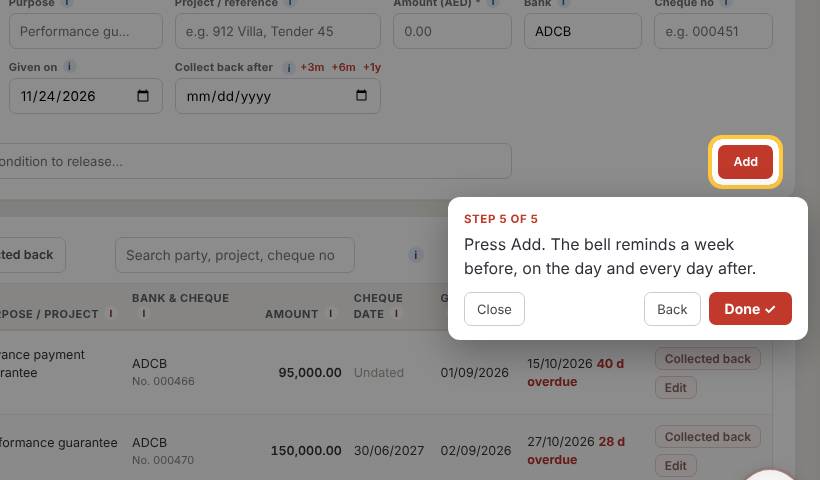 Purpose i Project / reference i Amount (AED) * i Bank i Cheque no i
Performance gu... e.g. 912 Villa, Tender 45 0.00 ADCB e.g. 000451
Given on i Collect back after i +3m +6m +1y
11/24/2026 mm/dd/yyyy
ondition to release...
Add
STEP 5 OF 5
Press Add. The bell reminds a week
before, on the day and every day after.
Close Back Done ✓
cted back Search party, project, cheque no i
RPOSE / PROJECT i BANK & CHEQUE i AMOUNT i CHEQUE DATE i G
vance payment
rantee
ADCB
No. 000466
95,000.00 Undated 01/09/2026 15/10/2026 40 d
overdue
Collected back
Edit
formance guarantee
ADCB
No. 000470
150,000.00 30/06/2027 02/09/2026 27/10/2026 28 d
overdue
Collected back
Edit